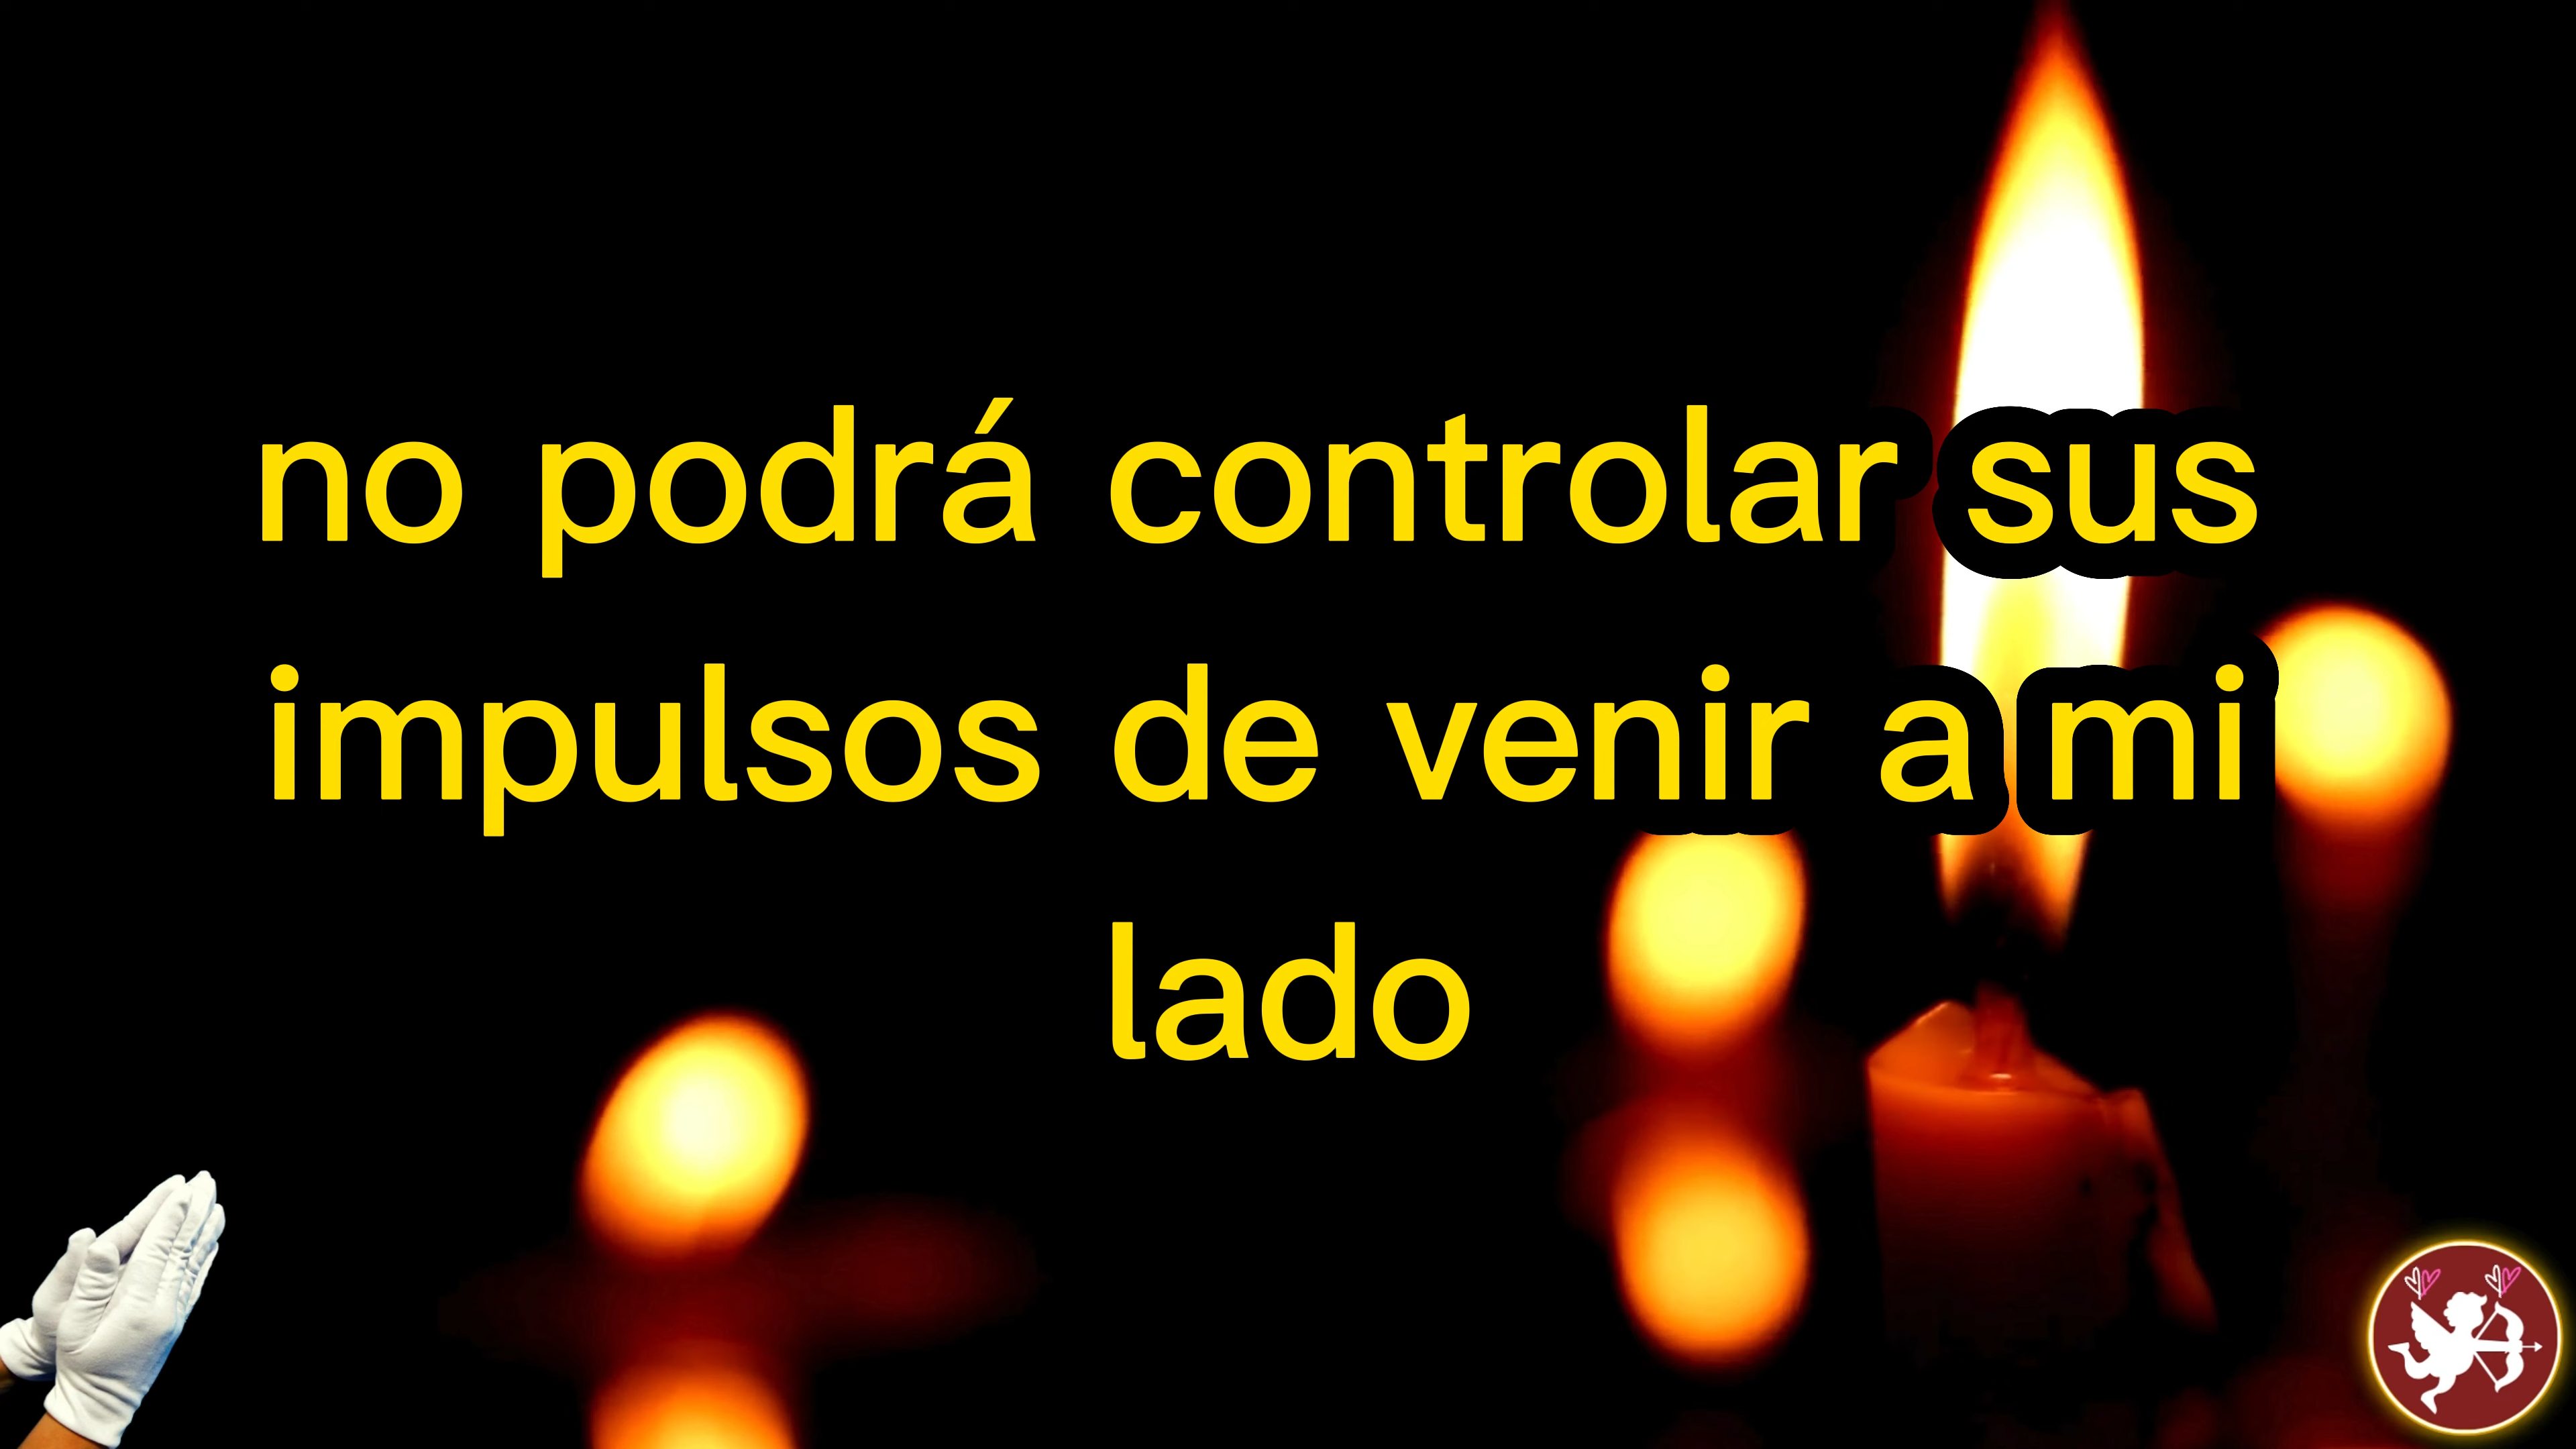 no podrá controlar sus
impulsos de venir a mi
lado